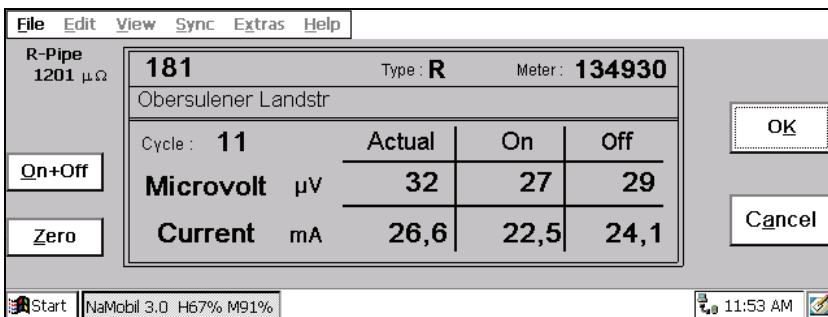 File Edit View Sync Extras Help
R-Pipe
1201 µΩ
181 Type : R Meter : 134930
Obersulener Landstr
Cycle : 11 Actual On Off
Microvolt µV 32 27 29
Current mA 26,6 22,5 24,1
On+Off
Zero
OK
Cancel
Start NaMobil 3.0 H67% M91% 11:53 AM